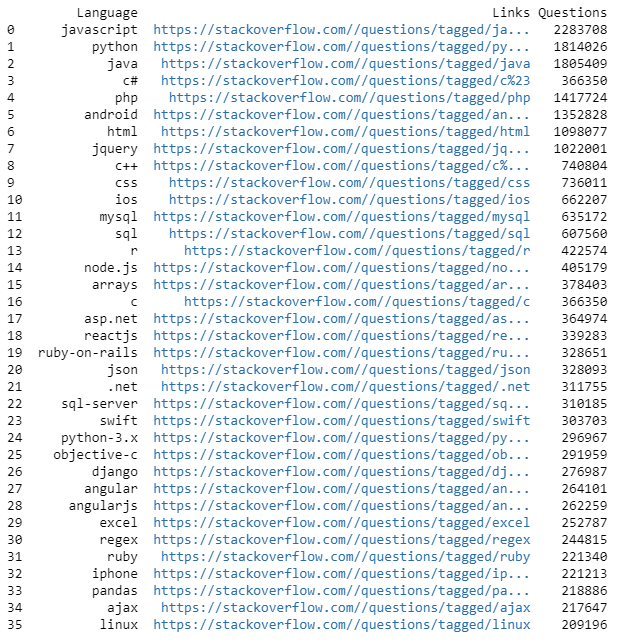 Language Links Questions
0 javascript https://stackoverflow.com//questions/tagged/ja... 2283708
1 python https://stackoverflow.com//questions/tagged/py... 1814026
2 java https://stackoverflow.com//questions/tagged/java 1805409
3 c# https://stackoverflow.com//questions/tagged/c%23 366350
4 php https://stackoverflow.com//questions/tagged/php 1417724
5 android https://stackoverflow.com//questions/tagged/an... 1352828
6 html https://stackoverflow.com//questions/tagged/html 1098077
7 jquery https://stackoverflow.com//questions/tagged/jq... 1022001
8 c++ https://stackoverflow.com//questions/tagged/c%... 740804
9 css https://stackoverflow.com//questions/tagged/css 736011
10 ios https://stackoverflow.com//questions/tagged/ios 662207
11 mysql https://stackoverflow.com//questions/tagged/mysql 635172
12 sql https://stackoverflow.com//questions/tagged/sql 607560
13 r https://stackoverflow.com//questions/tagged/r 422574
14 node.js https://stackoverflow.com//questions/tagged/no... 405179
15 arrays https://stackoverflow.com//questions/tagged/ar... 378403
16 c https://stackoverflow.com//questions/tagged/c 366350
17 asp.net https://stackoverflow.com//questions/tagged/as... 364974
18 reactjs https://stackoverflow.com//questions/tagged/re... 339283
19 ruby-on-rails https://stackoverflow.com//questions/tagged/ru... 328651
20 json https://stackoverflow.com//questions/tagged/json 328093
21 .net https://stackoverflow.com//questions/tagged/.net 311755
22 sql-server https://stackoverflow.com//questions/tagged/sq... 310185
23 swift https://stackoverflow.com//questions/tagged/swift 303703
24 python-3.x https://stackoverflow.com//questions/tagged/py... 296967
25 objective-c https://stackoverflow.com//questions/tagged/ob... 291959
26 django https://stackoverflow.com//questions/tagged/dj... 276987
27 angular https://stackoverflow.com//questions/tagged/an... 264101
28 angularjs https://stackoverflow.com//questions/tagged/an... 262259
29 excel https://stackoverflow.com//questions/tagged/excel 252787
30 regex https://stackoverflow.com//questions/tagged/regex 244815
31 ruby https://stackoverflow.com//questions/tagged/ruby 221340
32 iphone https://stackoverflow.com//questions/tagged/ip... 221213
33 pandas https://stackoverflow.com//questions/tagged/pa... 218886
34 ajax https://stackoverflow.com//questions/tagged/ajax 217647
35 linux https://stackoverflow.com//questions/tagged/linux 209196